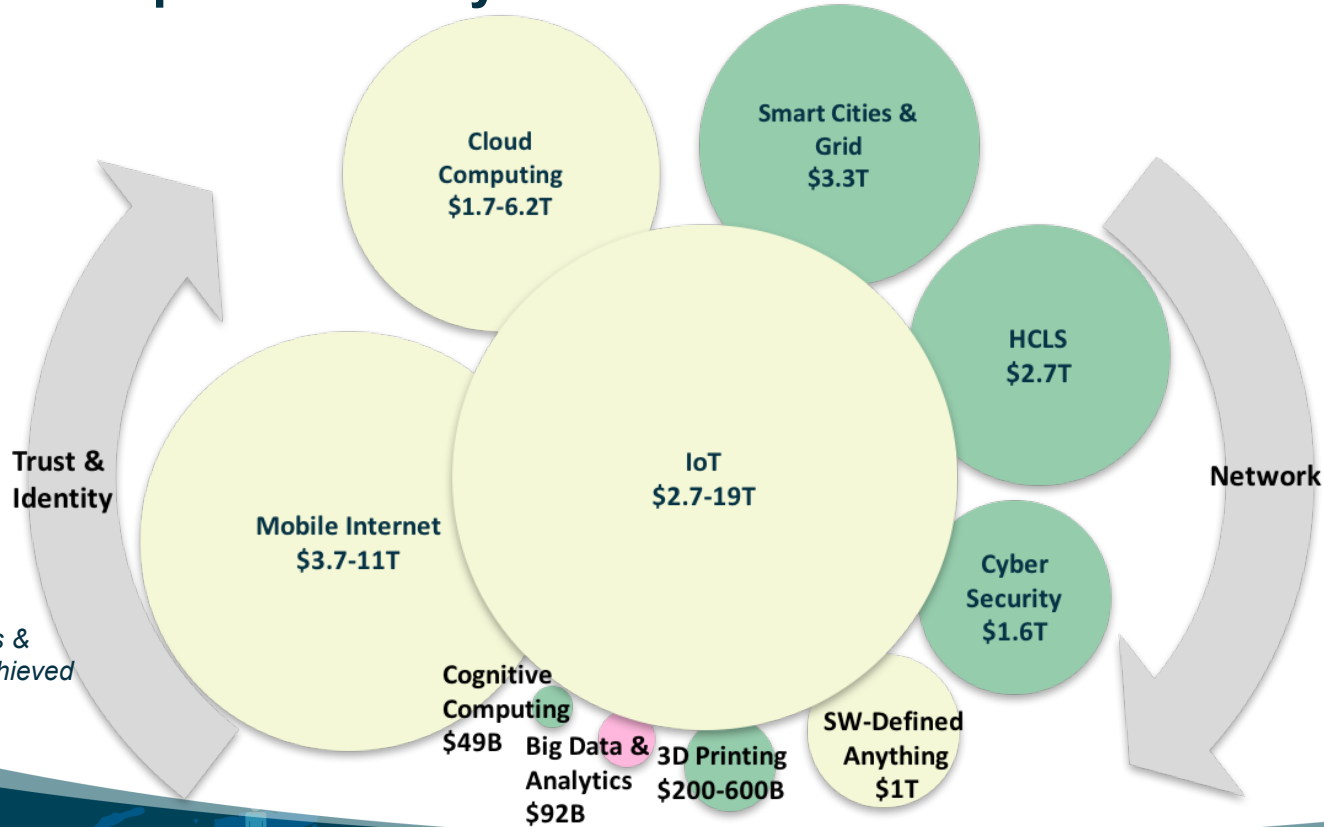 Cloud
Computing
$1.7-6.2T
Smart Cities &
Grid
$3.3T
HCLS
$2.7T
Trust &
Identity
IoT
$2.7-19T
Network
Mobile Internet
$3.7-11T
Cyber
Security
$1.6T
&
Cognitive
Computing
$49B
Big Data &
Analytics
$92B
3D Printing
$200-600B
SW-Defined
Anything
$1T